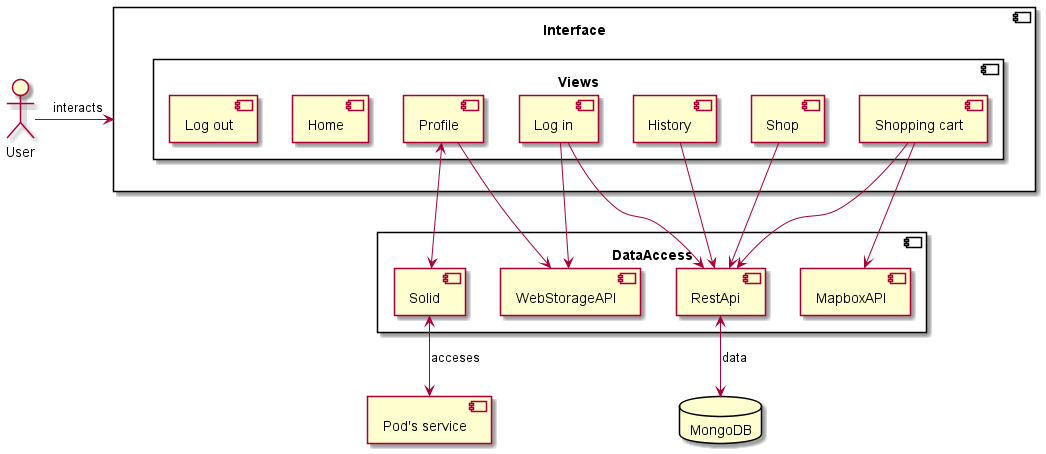 Interface
Views
Log out
Home
Profile
Log in
History
Shop
Shopping cart
interacts
User
DataAccess
Solid
WebStorageAPI
RestApi
MapboxAPI
acceses
data
Pod's service
MongoDB